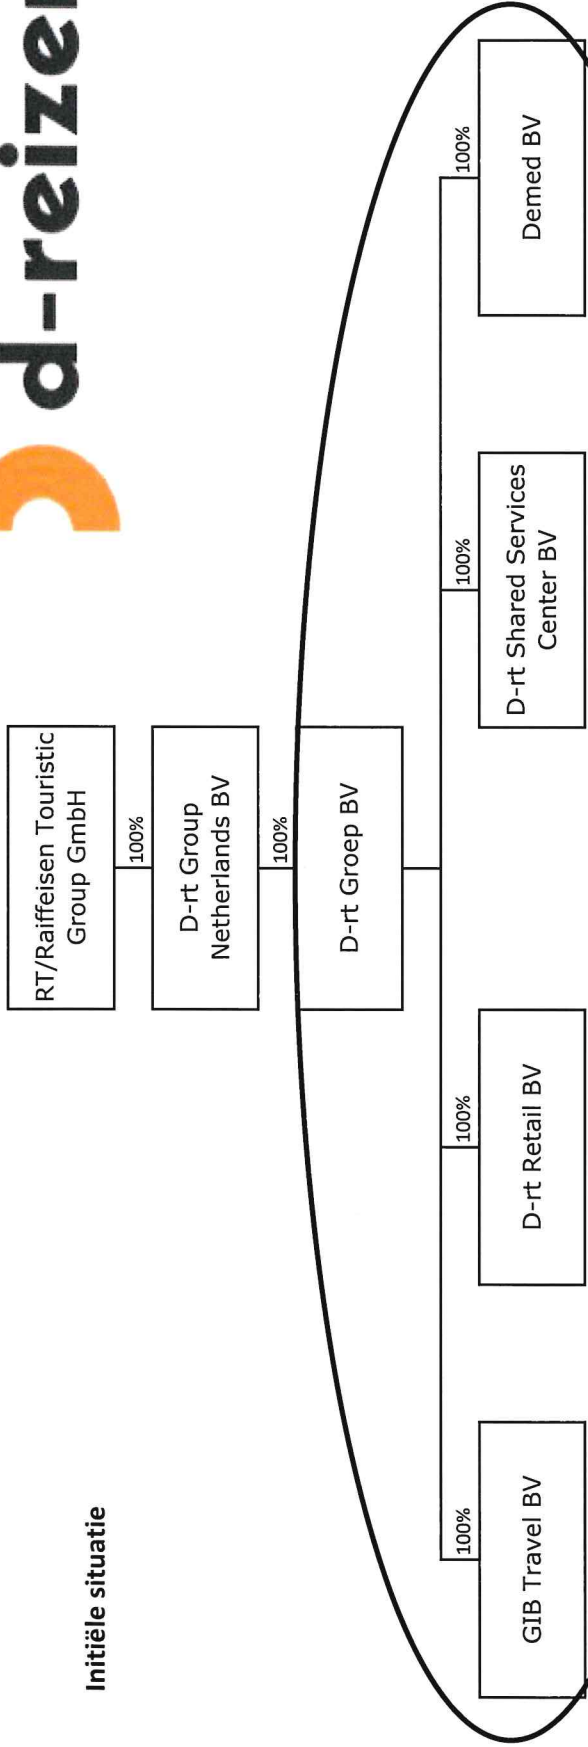 d-reizen
Initiële situatie
RT/Raiffeisen Touristic
Group GmbH
100%
D-rt Group
Netherlands BV
100%
D-rt Groep BV
100%
100%
100%
100%
GIB Travel BV
D-rt Retail BV
D-rt Shared Services
Center BV
Demed BV